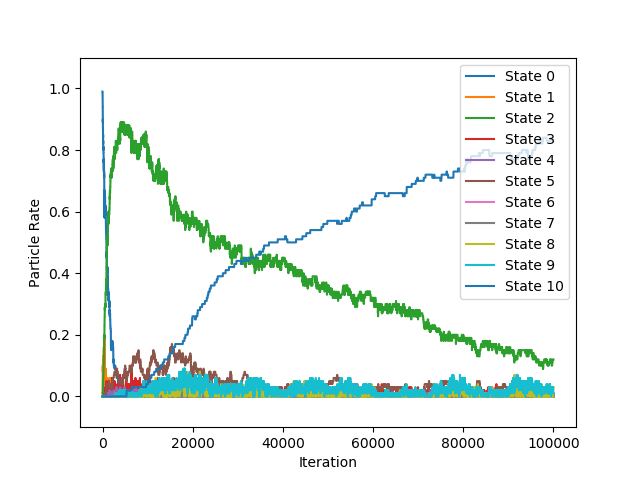 1.0
0.8
0.6
0.4
0.2
0.0
Particle Rate
0
20000
40000
60000
80000
100000
Iteration
State 0
State 1
State 2
State 3
State 4
State 5
State 6
State 7
State 8
State 9
State 10